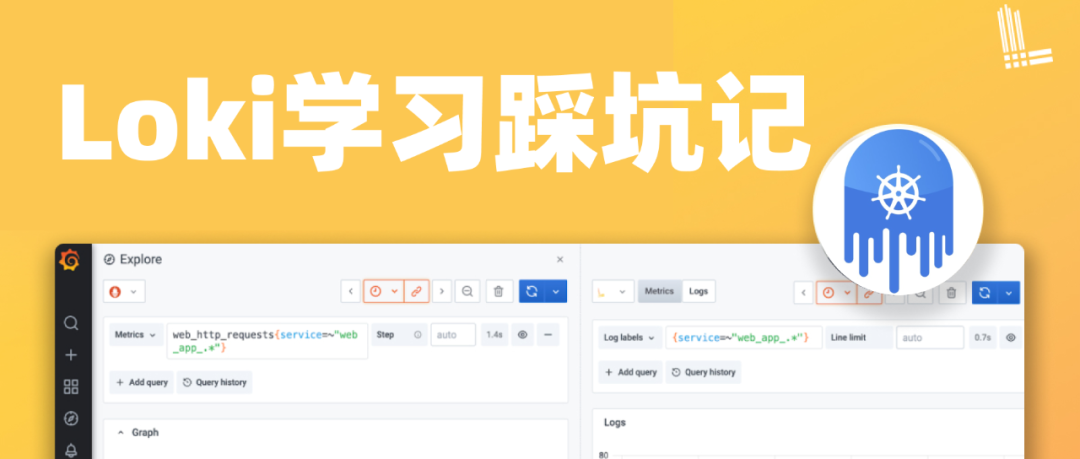 Loki学习踩坑记
Explore
Metrics
web_http_requests{service=~"web
_app_.*"}
Step
auto
1.4s
+ Add query
Query history
Graph
Metrics
Logs
Log labels
{service=~"web_app_.*"}
Line limit
auto
0.7s
+ Add query
Query history
Logs
80